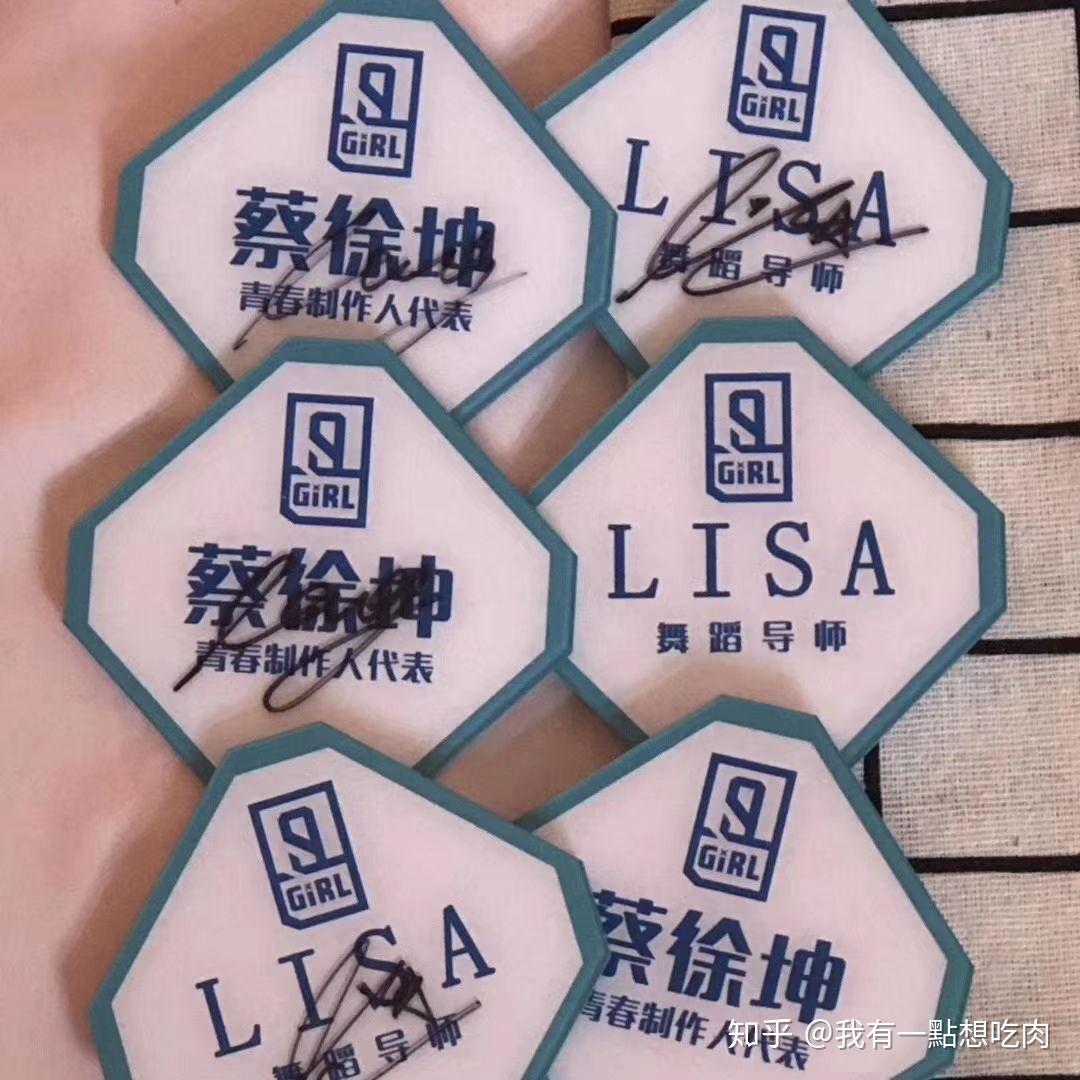 9
GiRL
蔡徐坤
青春制作人代表
9
GiRL
LISA
舞蹈导师
9
GiRL
蔡徐坤
青春制作人代表
9
GiRL
LISA
舞蹈导师
9
GiRL
LISA
舞蹈导师
9
GiRL
蔡徐坤
青春制作人代表
知乎 @我有一點想吃肉